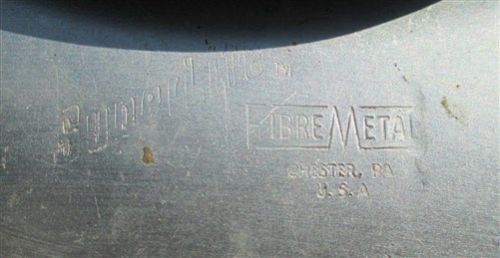 FIBRE METAL
CHESTER, PA
U.S.A